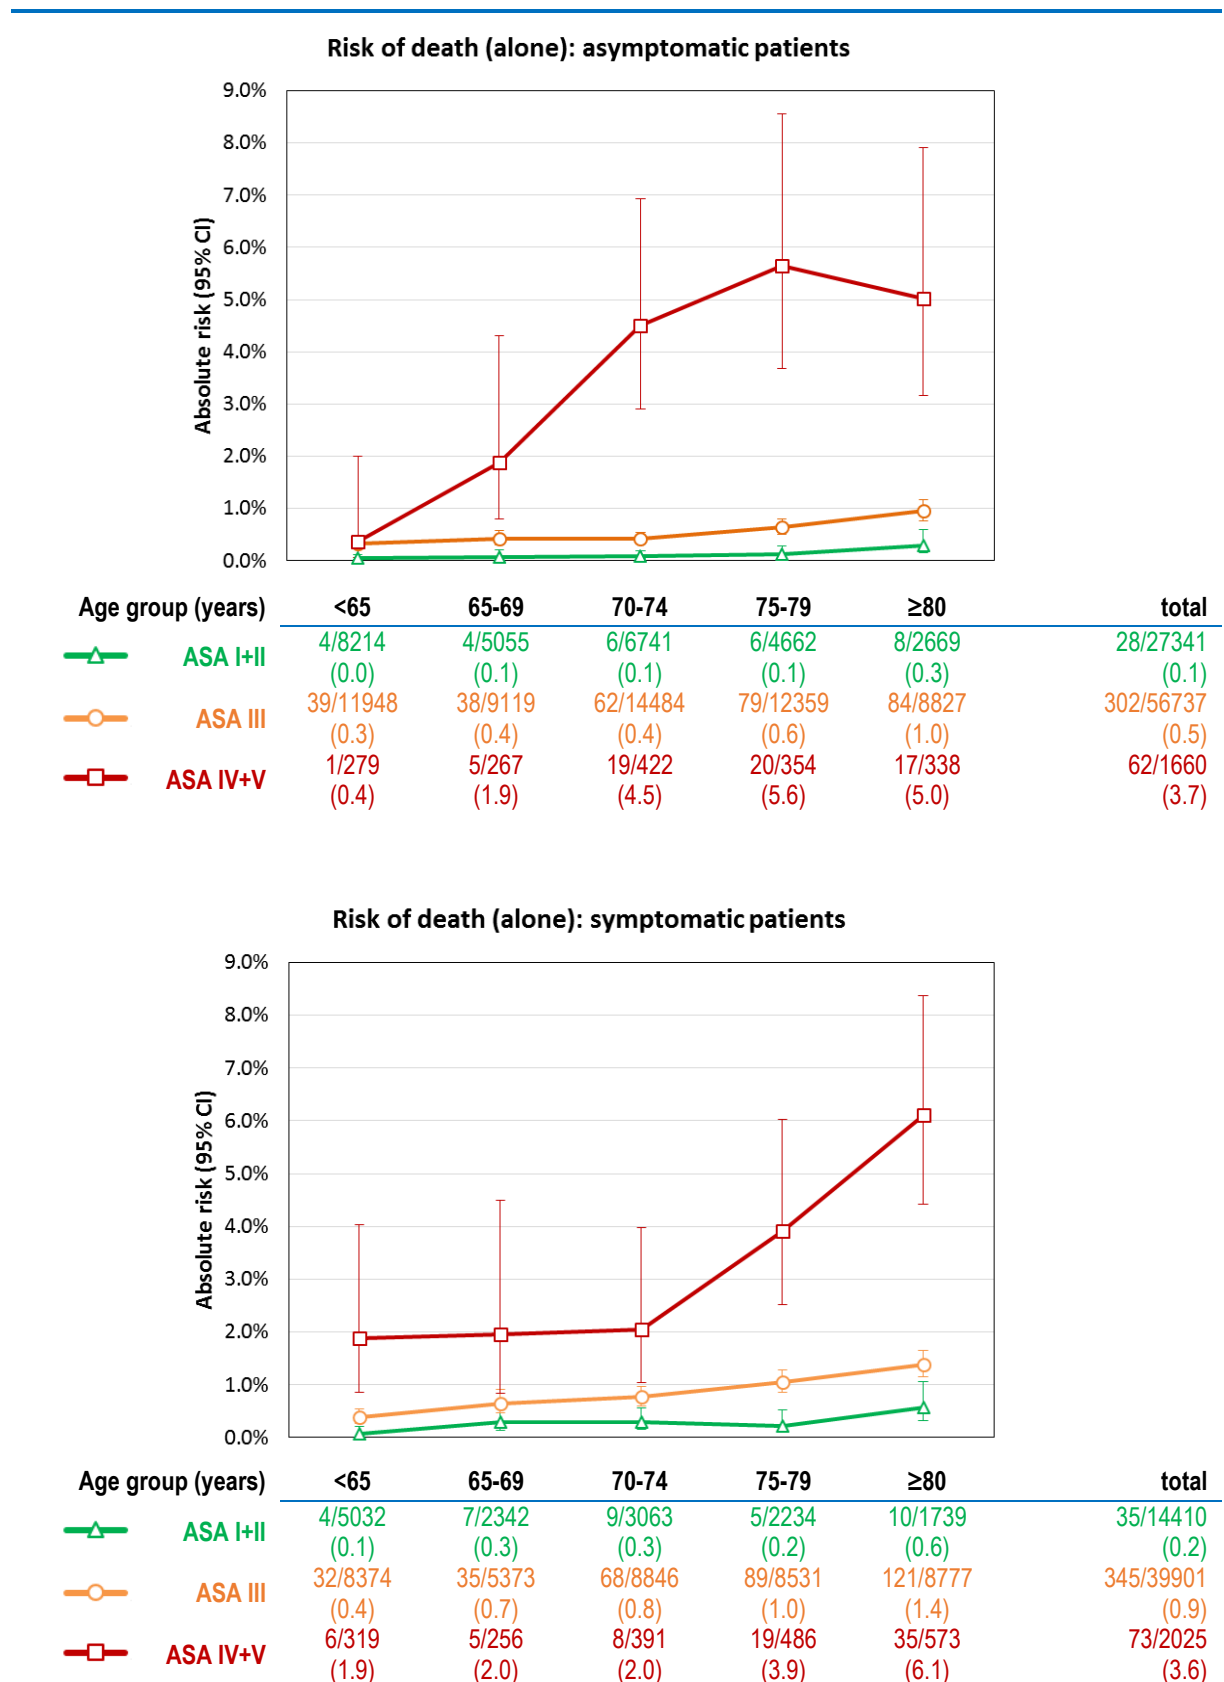 Risk of death (alone): asymptomatic patients
Absolute risk (95% CI)
9.0%
8.0%
7.0%
6.0%
5.0%
4.0%
3.0%
2.0%
1.0%
0.0%
Age group (years) <65 65-69 70-74 75-79 ≥80 total
4/8214 4/5055 6/6741 6/4662 8/2669 28/27341
ASA I+II
(0.0) (0.1) (0.1) (0.1) (0.3) (0.1)
39/11948 38/9119 62/14484 79/12359 84/8827 302/56737
ASA III
(0.3) (0.4) (0.4) (0.6) (1.0) (0.5)
1/279 5/267 19/422 20/354 17/338 62/1660
ASA IV+V
(0.4) (1.9) (4.5) (5.6) (5.0) (3.7)
Risk of death (alone): symptomatic patients
Absolute risk (95% CI)
9.0%
8.0%
7.0%
6.0%
5.0%
4.0%
3.0%
2.0%
1.0%
0.0%
Age group (years) <65 65-69 70-74 75-79 ≥80 total
4/5032 7/2342 9/3063 5/2234 10/1739 35/14410
ASA I+II
(0.1) (0.3) (0.3) (0.2) (0.6) (0.2)
32/8374 35/5373 68/8846 89/8531 121/8777 345/39901
ASA III
(0.4) (0.7) (0.8) (1.0) (1.4) (0.9)
6/319 5/256 8/391 19/486 35/573 73/2025
ASA IV+V
(1.9) (2.0) (2.0) (3.9) (6.1) (3.6)